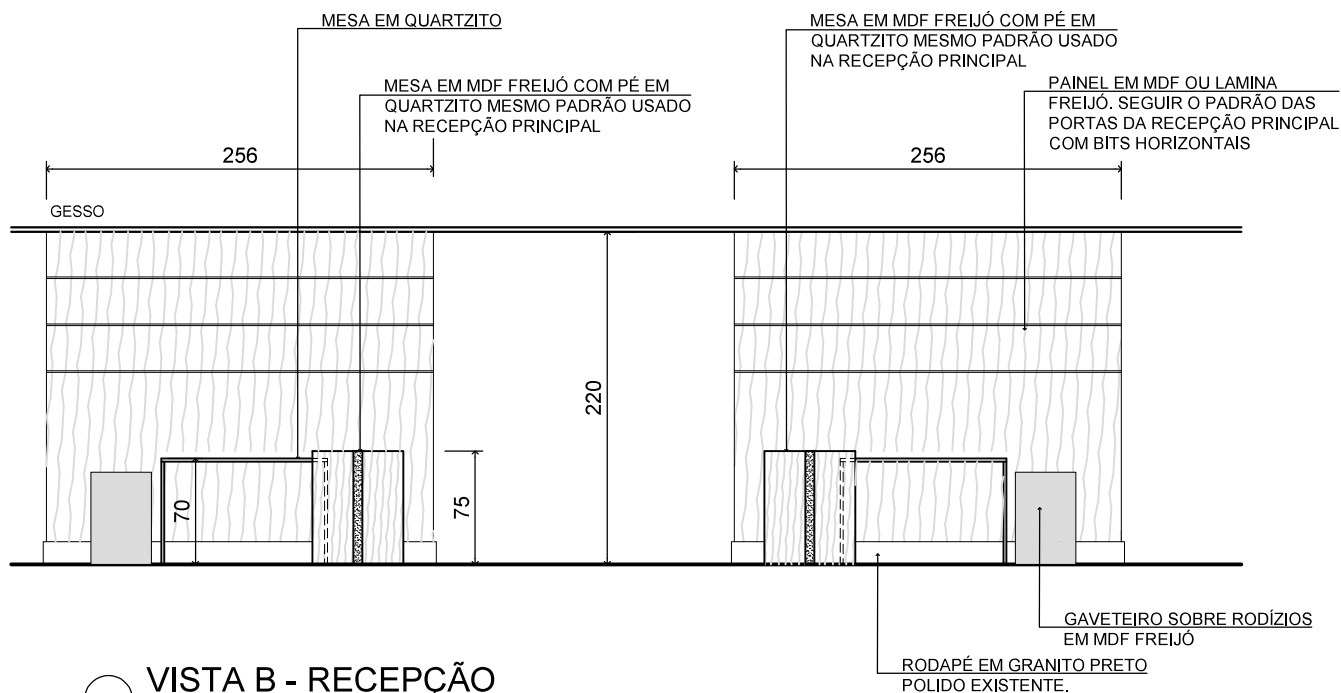 MESA EM QUARTZITO
MESA EM MDF FREIJÓ COM PÉ EM
QUARTZITO MESMO PADRÃO USADO
NA RECEPÇÃO PRINCIPAL
MESA EM MDF FREIJÓ COM PÉ EM
QUARTZITO MESMO PADRÃO USADO
NA RECEPÇÃO PRINCIPAL
PAINEL EM MDF OU LAMINA
FREIJÓ. SEGUIR O PADRÃO DAS
PORTAS DA RECEPÇÃO PRINCIPAL
COM BITS HORIZONTAIS
256
256
GESSO
220
70
75
GAVETEIRO SOBRE RODÍZIOS
EM MDF FREIJÓ
RODAPÉ EM GRANITO PRETO
POLIDO EXISTENTE.
VISTA B - RECEPÇÃO